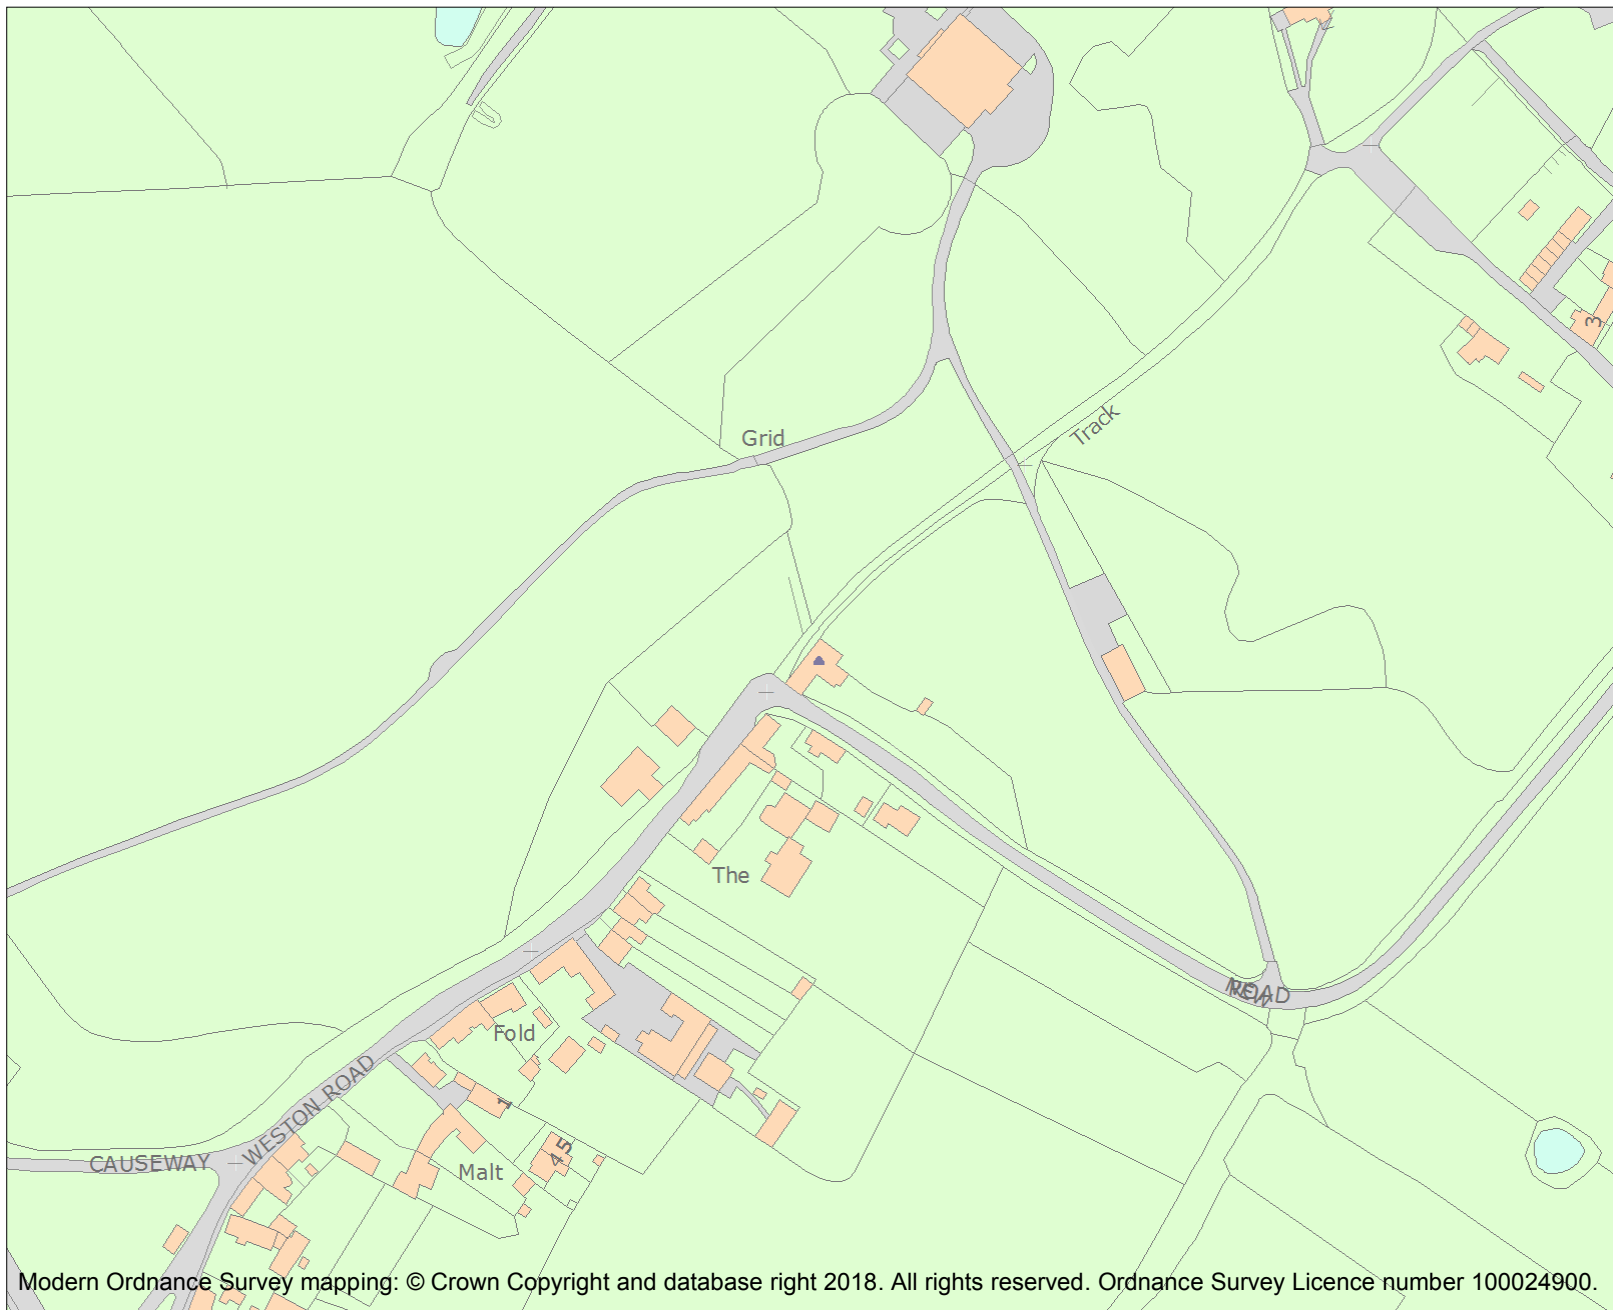 3
Track
Grid
The
ROAD
Fold
WESTON ROAD
1
CAUSEWAY
45
Malt
Modern Ordnance Survey mapping: © Crown Copyright and database right 2018. All rights reserved. Ordnance Survey Licence number 100024900.